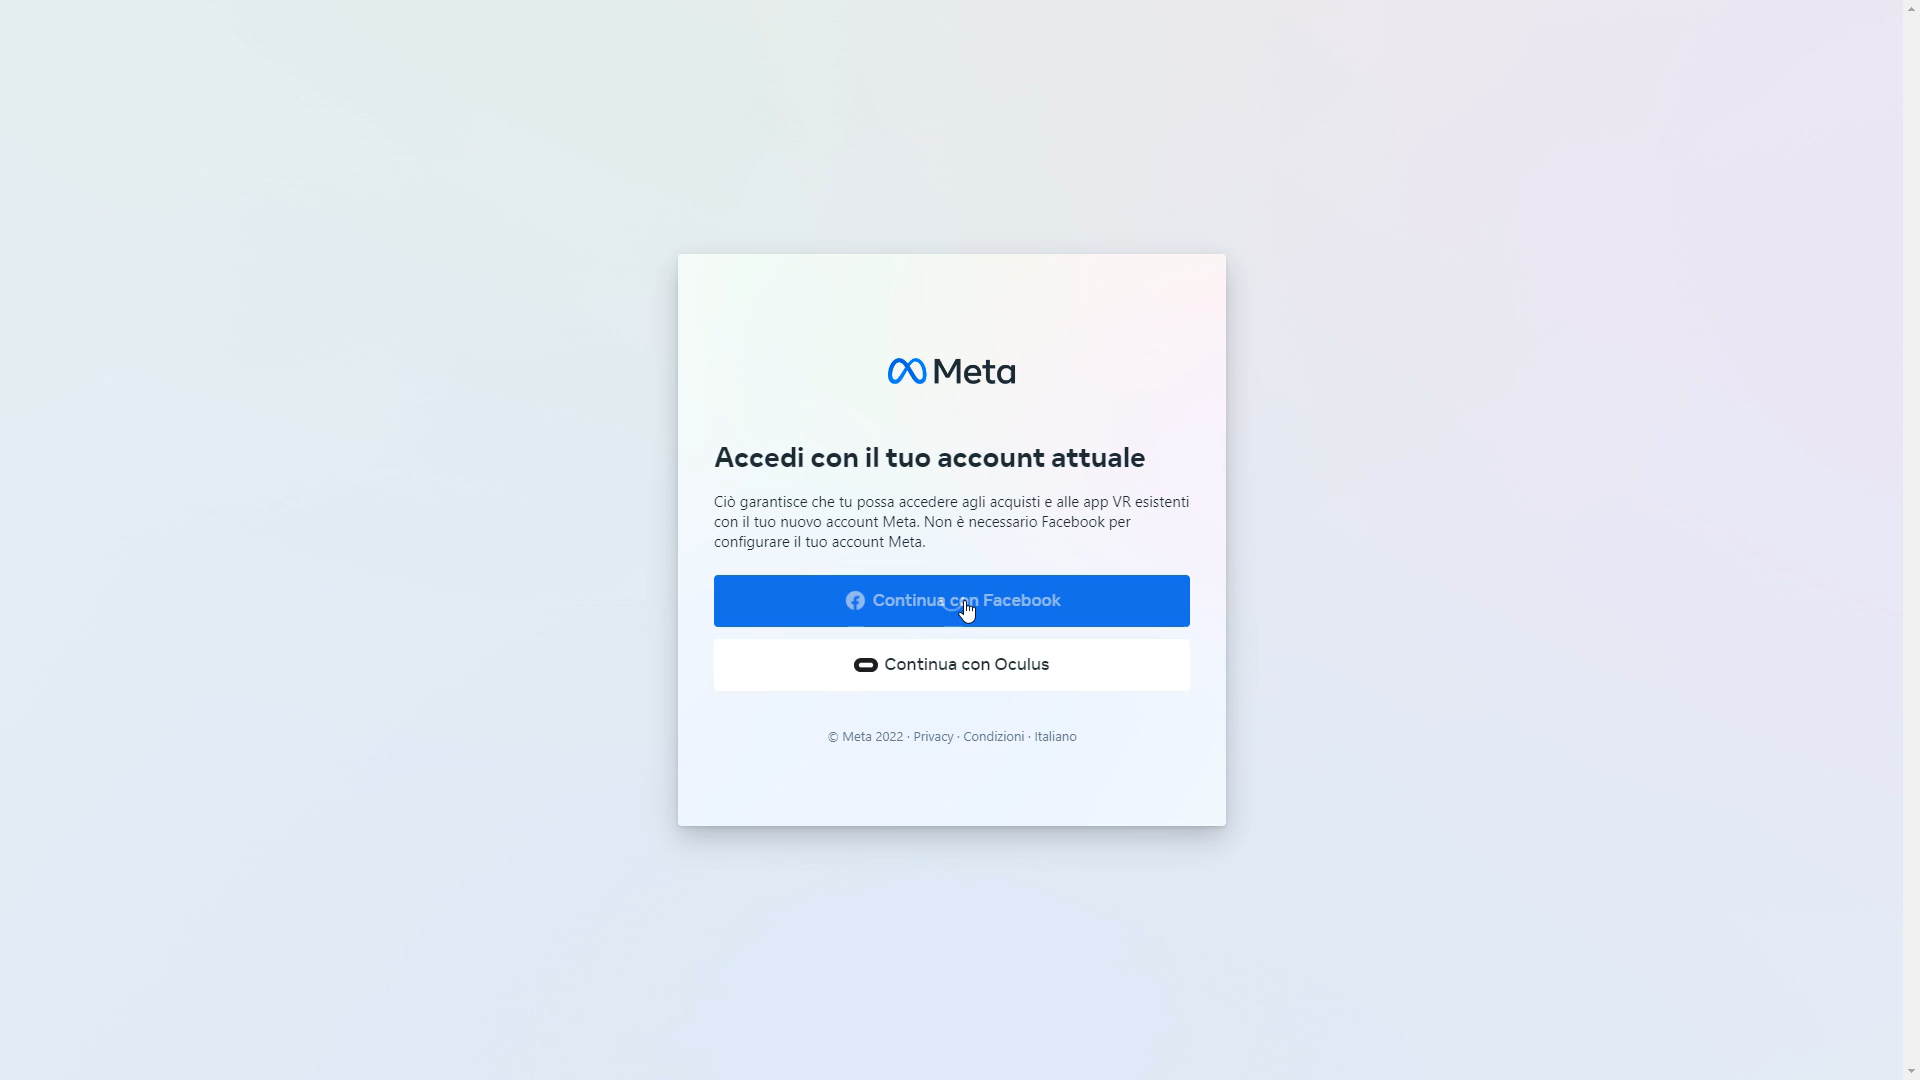 Meta
Accedi con il tuo account attuale
Ciò garantisce che tu possa accedere agli acquisti e alle app VR esistenti
con il tuo nuovo account Meta. Non è necessario Facebook per
configurare il tuo account Meta.
Continua con Facebook
Continua con Oculus
© Meta 2022 · Privacy · Condizioni · Italiano